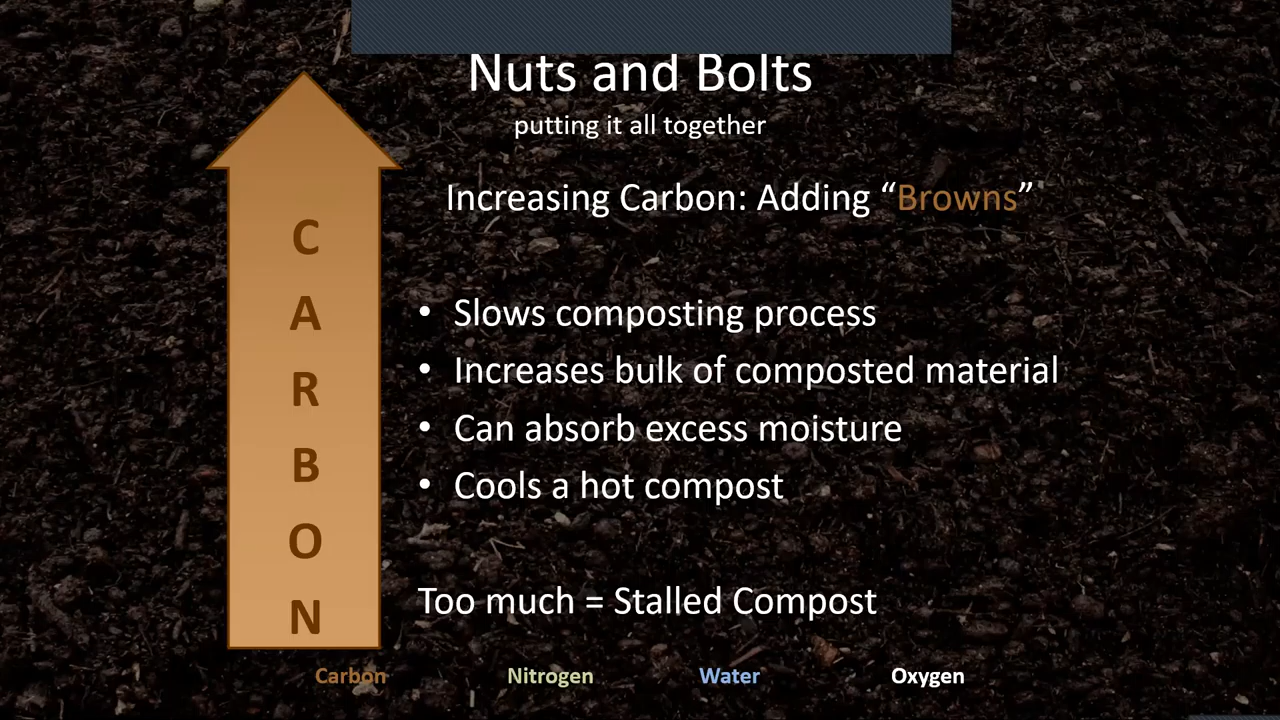 Nuts and Bolts
putting it all together
Increasing Carbon: Adding “Browns”
C
A
R
B
O
N
• Slows composting process
• Increases bulk of composted material
• Can absorb excess moisture
• Cools a hot compost
Too much = Stalled Compost
Carbon Nitrogen Water Oxygen